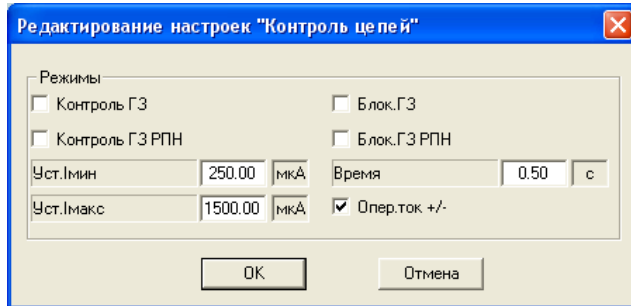 Редактирование настроек "Контроль цепей"
Режимы
Контроль ГЗ
Блок.ГЗ
Контроль ГЗ РПН
Блок.ГЗ РПН
Уст.Iмин 250.00 мкА
Время 0.50 с
Уст.Iмакс 1500.00 мкА
Опер.ток +/-
OK
Отмена